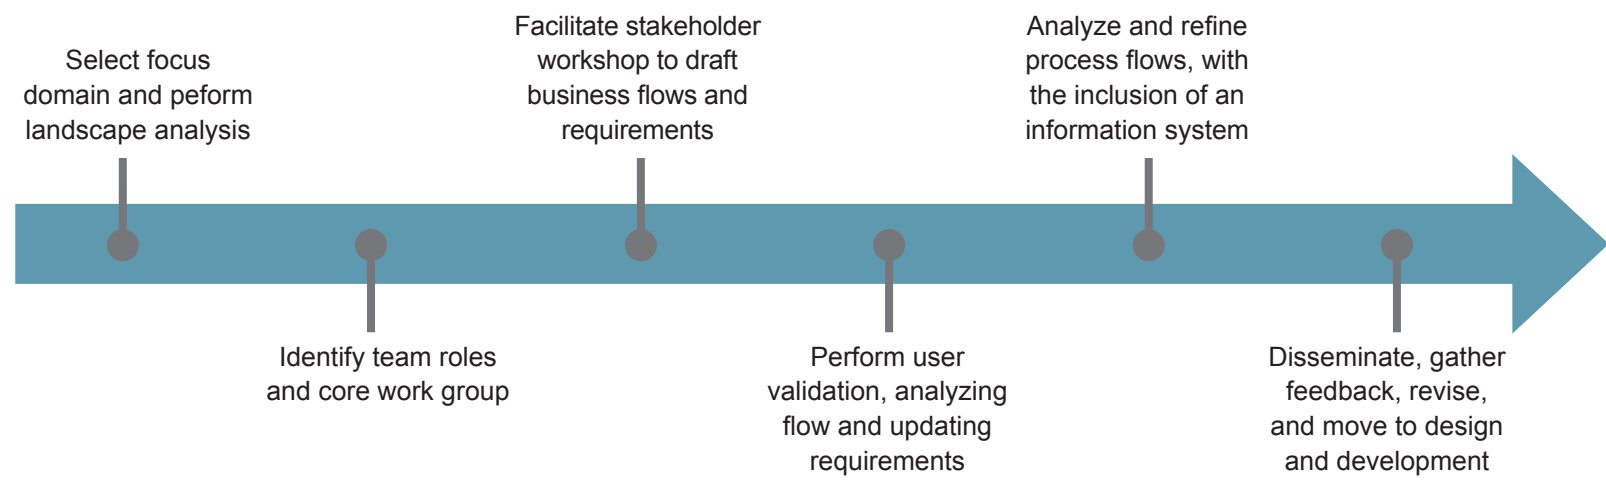 Select focus
domain and peform
landscape analysis
Identify team roles
and core work group
Facilitate stakeholder
workshop to draft
business flows and
requirements
Perform user
validation, analyzing
flow and updating
requirements
Analyze and refine
process flows, with
the inclusion of an
information system
Disseminate, gather
feedback, revise,
and move to design
and development